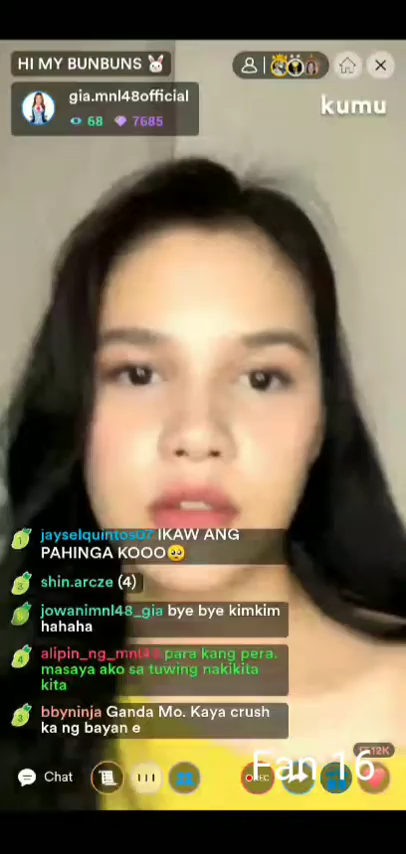 HI MY BUNBUNS 🐰
gia.mnl48official
68 7685
kumu
jayselquintos07 IKAW ANG
PAHINGA KOOO🥺
shin.arcze (4)
jowanimnl48_gia bye bye kimkim
hahaha
alipin_ng_mnl48 para kang pera.
masaya ako sa tuwing nakikita
kita
bbyninja Ganda Mo. Kaya crush
ka ng bayan e
Chat
REC
Fan 16